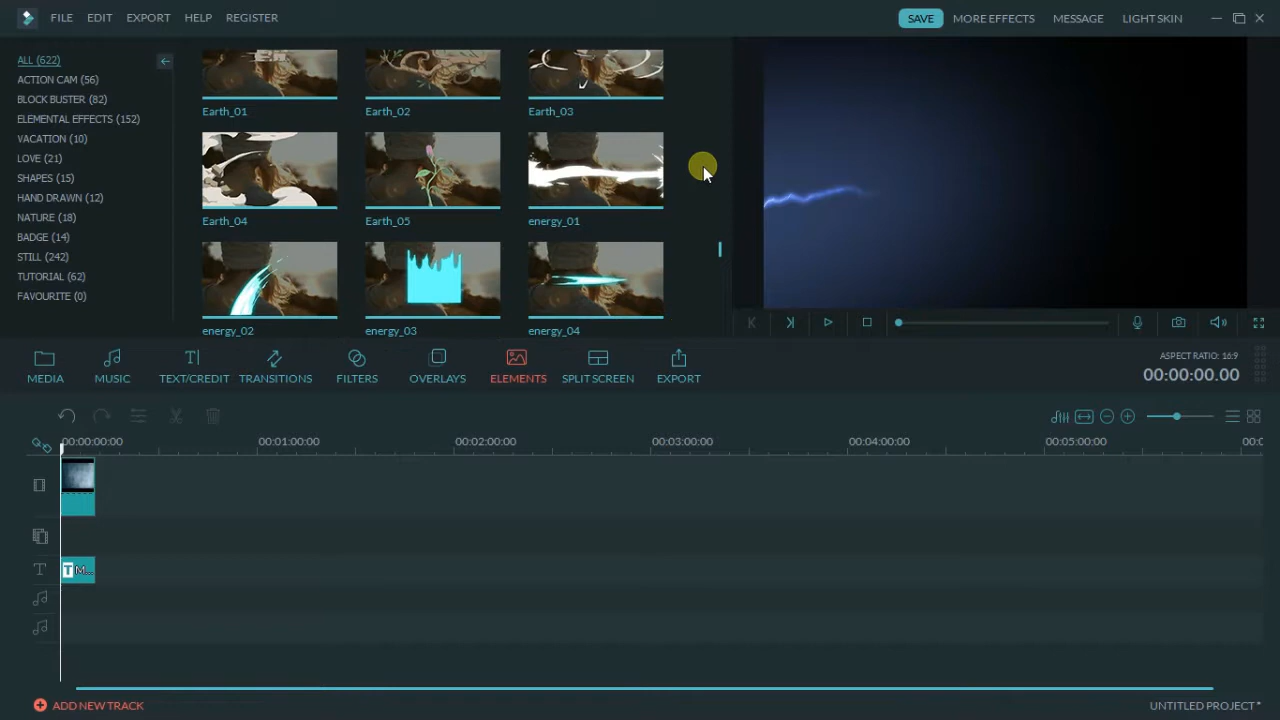 FILE EDIT EXPORT HELP REGISTER
SAVE MORE EFFECTS MESSAGE LIGHT SKIN
ALL (622)
ACTION CAM (56)
BLOCK BUSTER (82)
ELEMENTAL EFFECTS (152)
VACATION (10)
LOVE (21)
SHAPES (15)
HAND DRAWN (12)
NATURE (18)
BADGE (14)
STILL (242)
TUTORIAL (62)
FAVOURITE (0)
Earth_01 Earth_02 Earth_03
Earth_04 Earth_05 energy_01
energy_02 energy_03 energy_04
MEDIA MUSIC TEXT/CREDIT TRANSITIONS FILTERS OVERLAYS ELEMENTS SPLIT SCREEN EXPORT
ASPECT RATIO: 16:9
00:00:00.00
00:00:00:00 00:01:00:00 00:02:00:00 00:03:00:00 00:04:00:00 00:05:00:00 00:0
T M...
ADD NEW TRACK
UNTITLED PROJECT *